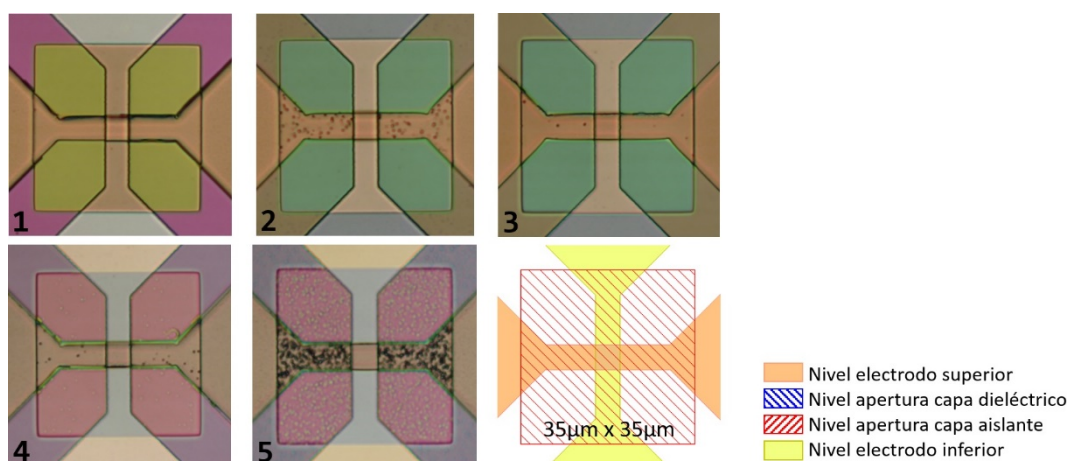 1
2
3
4
5
35μm x 35μm
Nivel electrodo superior
Nivel apertura capa dieléctrico
Nivel apertura capa aislante
Nivel electrodo inferior